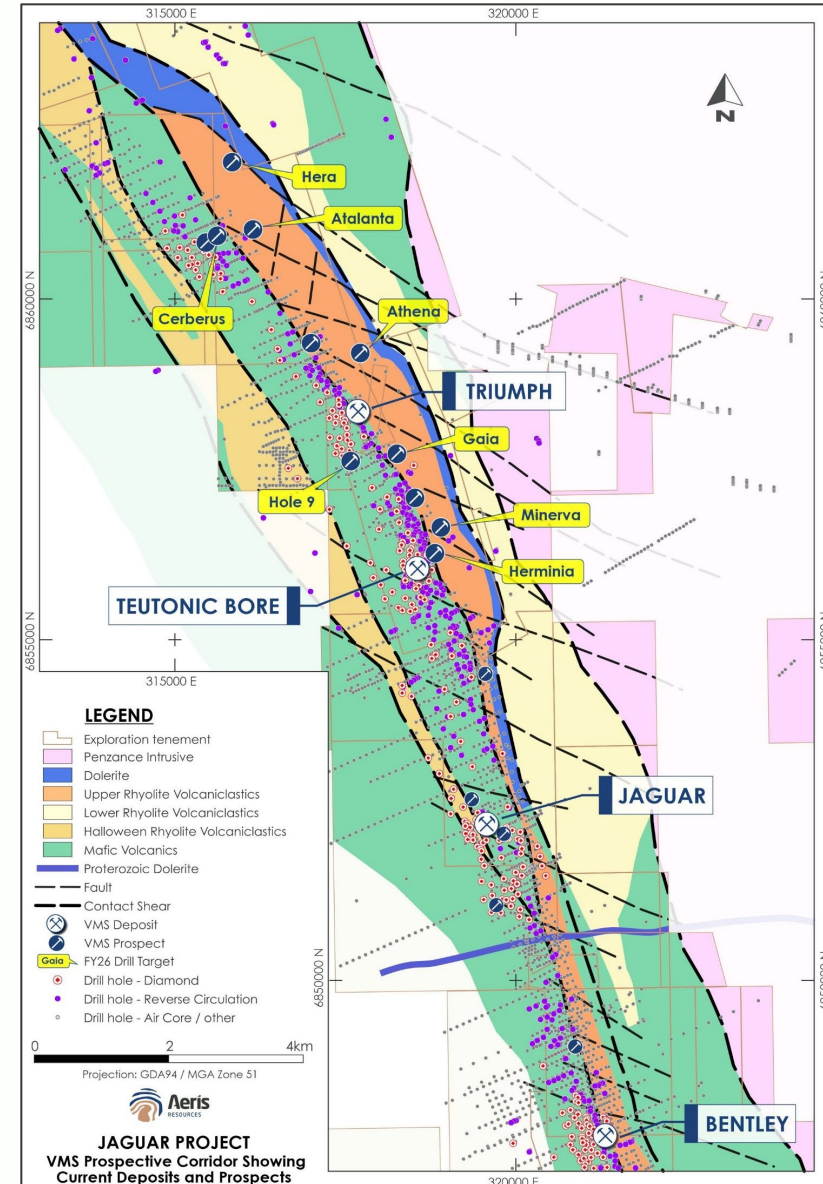 315000 E
320000 E
N
Hera
Atalanta
6860000 N
6860000 N
Cerberus
Athena
TRIUMPH
Gaia
Hole 9
Minerva
Herminia
TEUTONIC BORE
6855000 N
6855000 N
315000 E
LEGEND
Exploration tenement
Penzance Intrusive
Dolerite
Upper Rhyolite Volcaniclastics
Lower Rhyolite Volcaniclastics
Halloween Rhyolite Volcaniclastics
Mafic Volcanics
Proterozoic Dolerite
Fault
Contact Shear
VMS Deposit
VMS Prospect
Gaia FY26 Drill Target
Drill hole - Diamond
Drill hole - Reverse Circulation
Drill hole - Air Core / other
JAGUAR
6850000 N
6850000 N
0 2 4km
Projection: GDA94 / MGA Zone 51
Aeris
RESOURCES
BENTLEY
JAGUAR PROJECT
VMS Prospective Corridor Showing
Current Deposits and Prospects
320000 E